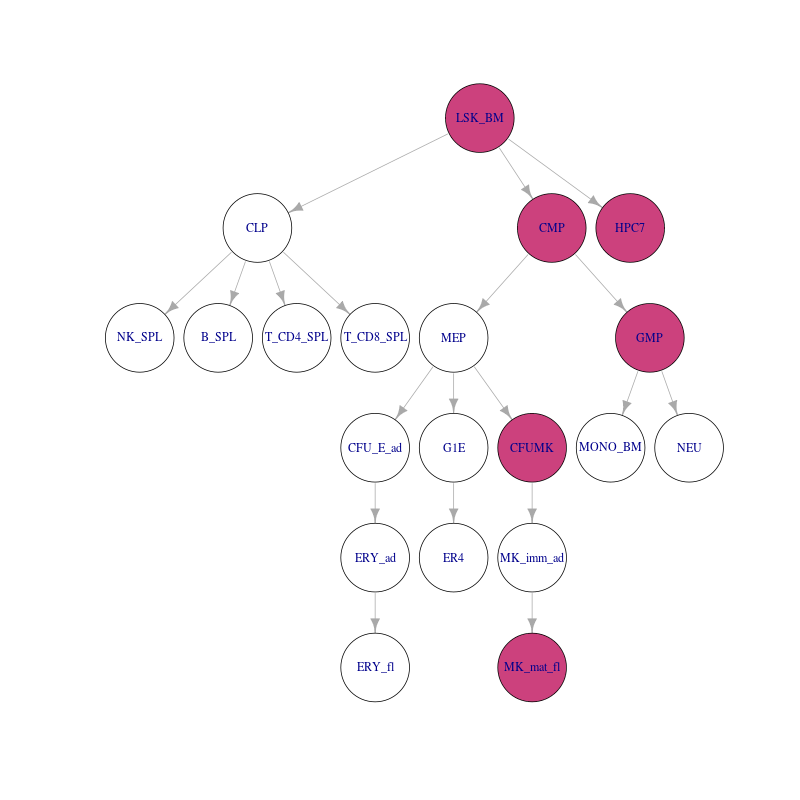 LSK_BM
CLP
CMP
HPC7
NK_SPL
B_SPL
T_CD4_SPL
T_CD8_SPL
MEP
GMP
CFU_E_ad
G1E
CFUMK
MONO_BM
NEU
ERY_ad
ER4
MK_imm_ad
ERY_fl
MK_mat_fl